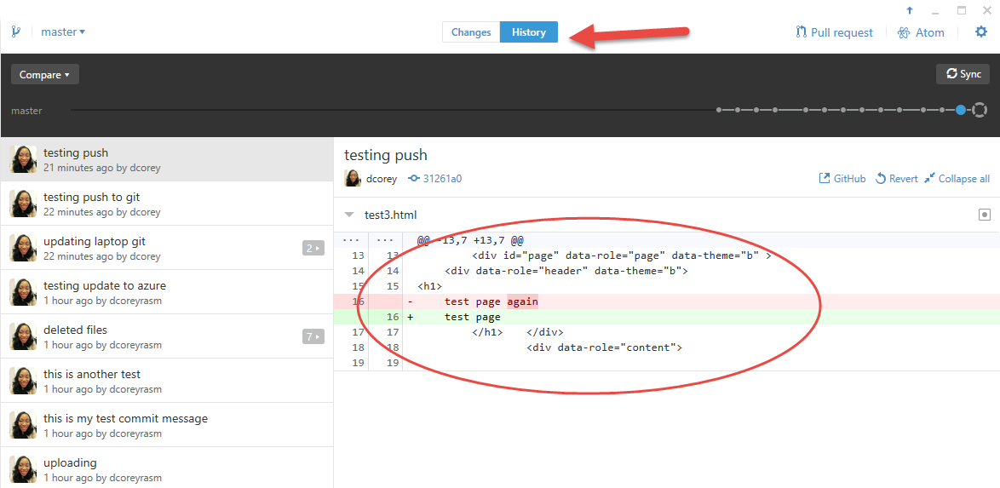 master
Changes
History
Pull request
Atom
Compare
Sync
master
testing push
21 minutes ago by dcorey
testing push to git
22 minutes ago by dcorey
updating laptop git
22 minutes ago by dcorey
2
testing update to azure
1 hour ago by dcoreyrasm
deleted files
1 hour ago by dcoreyrasm
7
this is another test
1 hour ago by dcoreyrasm
this is my test commit message
1 hour ago by dcoreyrasm
uploading
1 hour ago by dcoreyrasm
testing push
dcorey 31261a0
GitHub Revert Collapse all
test3.html
... ... @@ -13,7 +13,7 @@
13 13 <div id="page" data-role="page" data-theme="b" >
14 14 <div data-role="header" data-theme="b">
15 15 <h1>
16 - test page again
16 + test page
17 17 </h1> </div>
18 18 <div data-role="content">
19 19